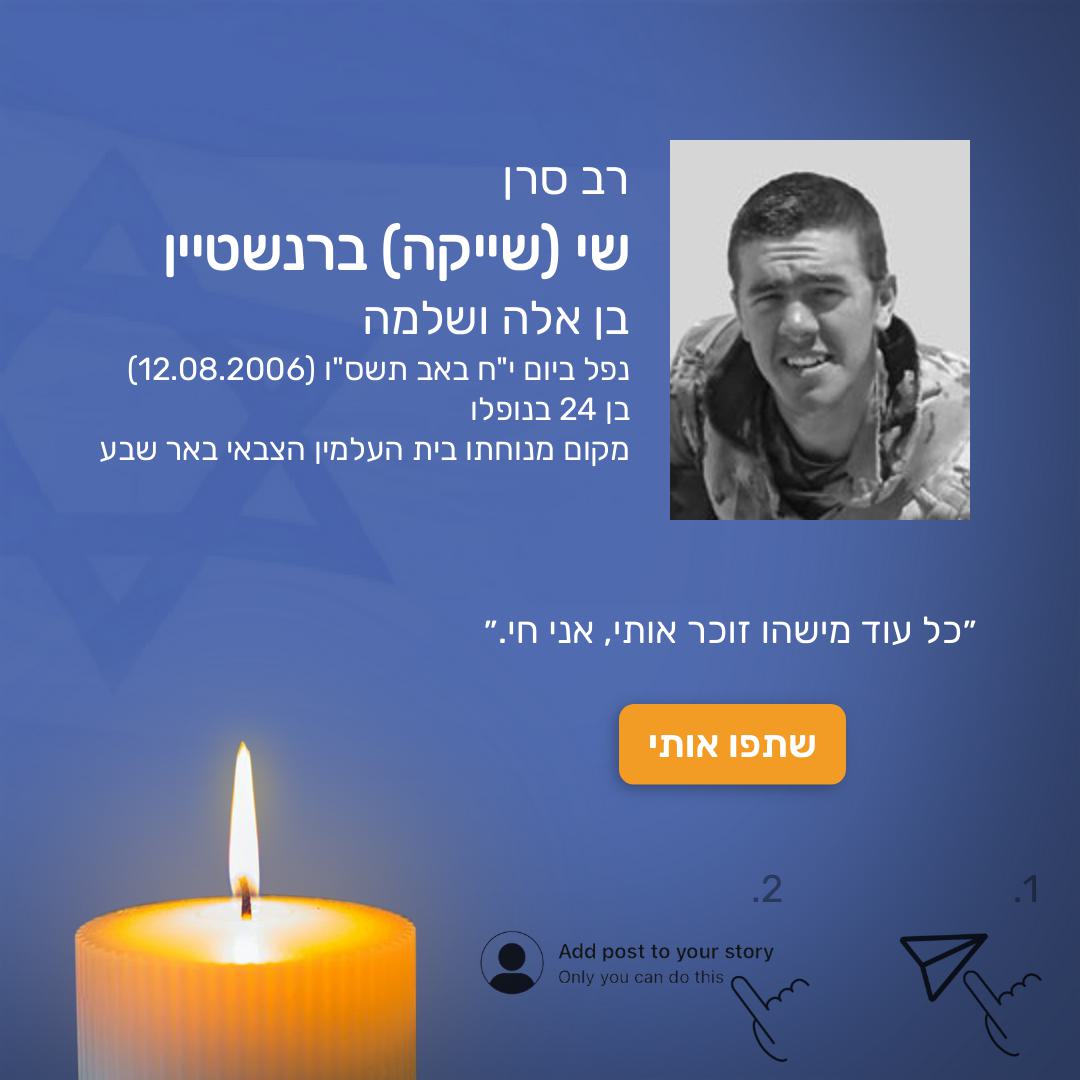 רב סרן
שי (שייקה) ברנשטיין
בן אלה ושלמה
נפל ביום י"ח באב תשס"ו (12.08.2006)
בן 24 בנופלו
מקום מנוחתו בית העלמין הצבאי באר שבע
״כל עוד מישהו זוכר אותי, אני חי.״
שתפו אותי
1.
2.
Add post to your story
Only you can do this